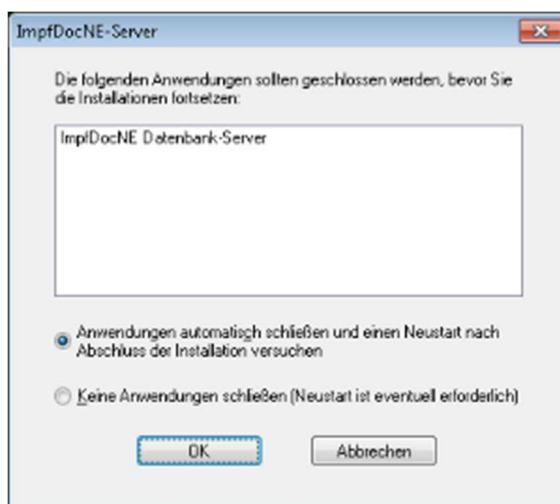 ImpfDocNE-Server
Die folgenden Anwendungen sollten geschlossen werden, bevor Sie
die Installationen fortsetzen:
ImpfDocNE Datenbank-Server
Anwendungen automatisch schließen und einen Neustart nach
Abschluss der Installation versuchen
Keine Anwendungen schließen (Neustart ist eventuell erforderlich)
OK
Abbrechen